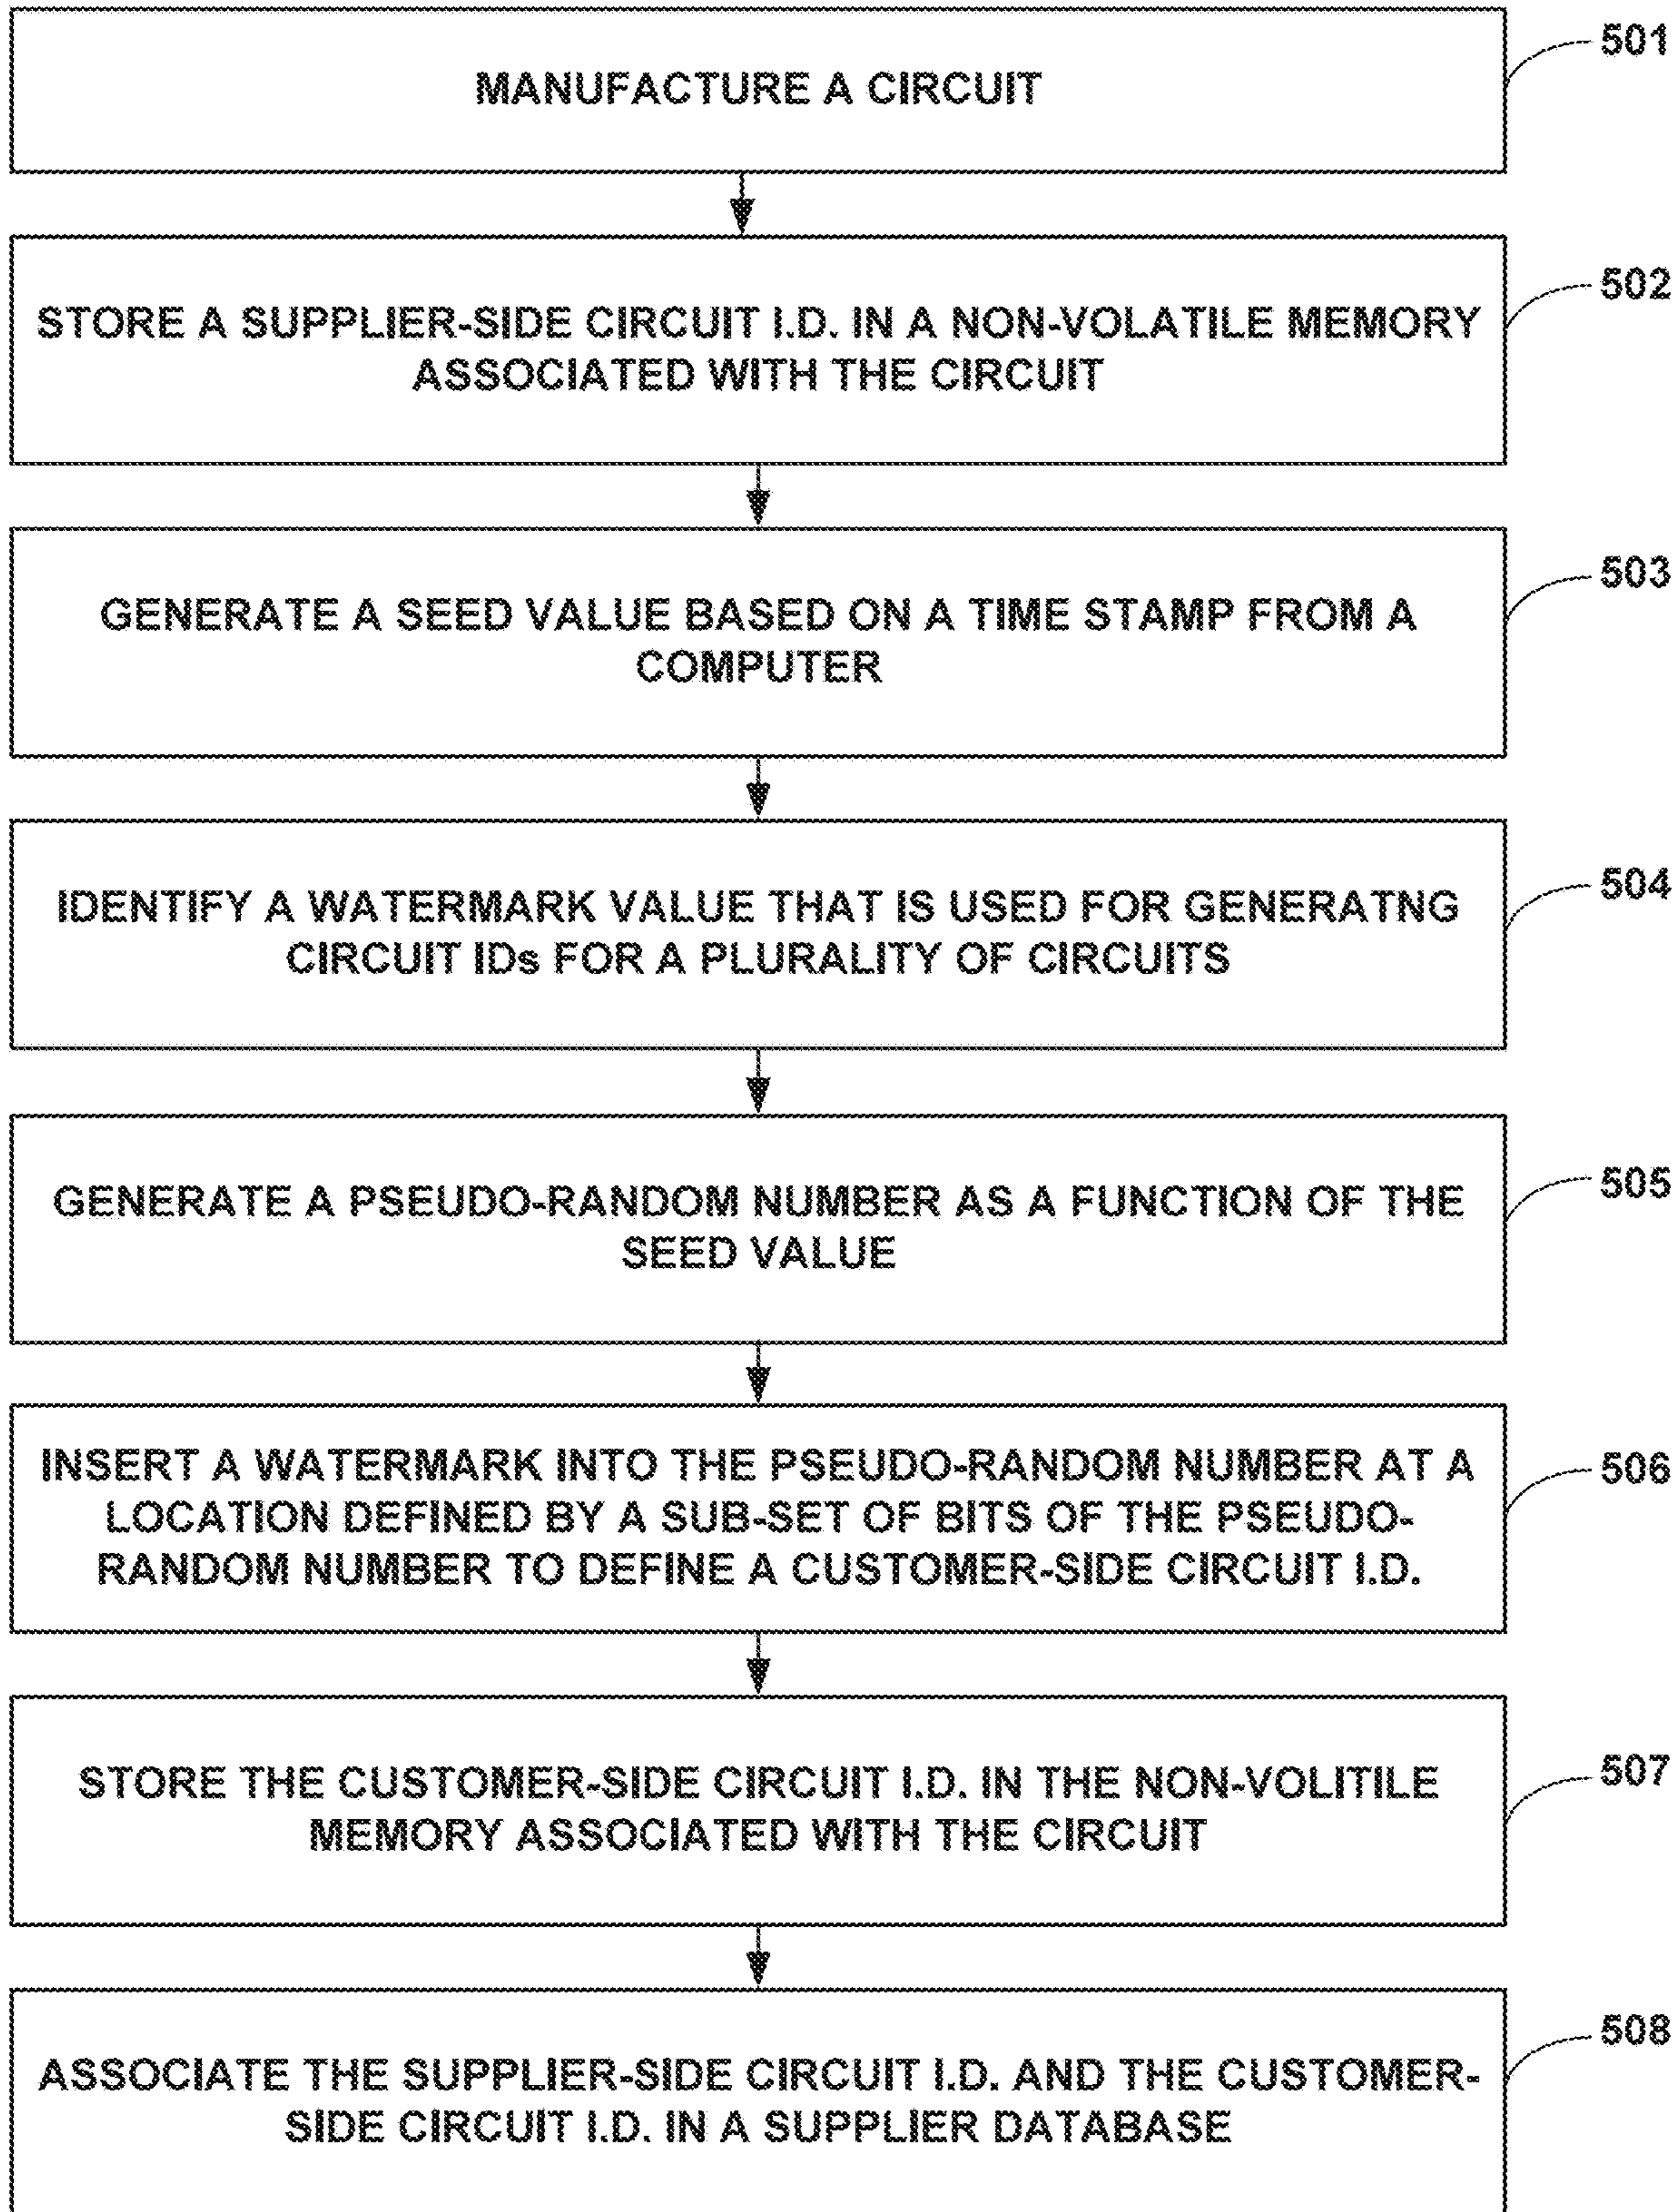 MANUFACTURE A CIRCUIT
501
STORE A SUPPLIER-SIDE CIRCUIT I.D. IN A NON-VOLATILE MEMORY
ASSOCIATED WITH THE CIRCUIT
502
GENERATE A SEED VALUE BASED ON A TIME STAMP FROM A
COMPUTER
503
IDENTIFY A WATERMARK VALUE THAT IS USED FOR GENERATNG
CIRCUIT IDs FOR A PLURALITY OF CIRCUITS
504
GENERATE A PSEUDO-RANDOM NUMBER AS A FUNCTION OF THE
SEED VALUE
505
INSERT A WATERMARK INTO THE PSEUDO-RANDOM NUMBER AT A
LOCATION DEFINED BY A SUB-SET OF BITS OF THE PSEUDO-
RANDOM NUMBER TO DEFINE A CUSTOMER-SIDE CIRCUIT I.D.
506
STORE THE CUSTOMER-SIDE CIRCUIT I.D. IN THE NON-VOLITILE
MEMORY ASSOCIATED WITH THE CIRCUIT
507
ASSOCIATE THE SUPPLIER-SIDE CIRCUIT I.D. AND THE CUSTOMER-
SIDE CIRCUIT I.D. IN A SUPPLIER DATABASE
508